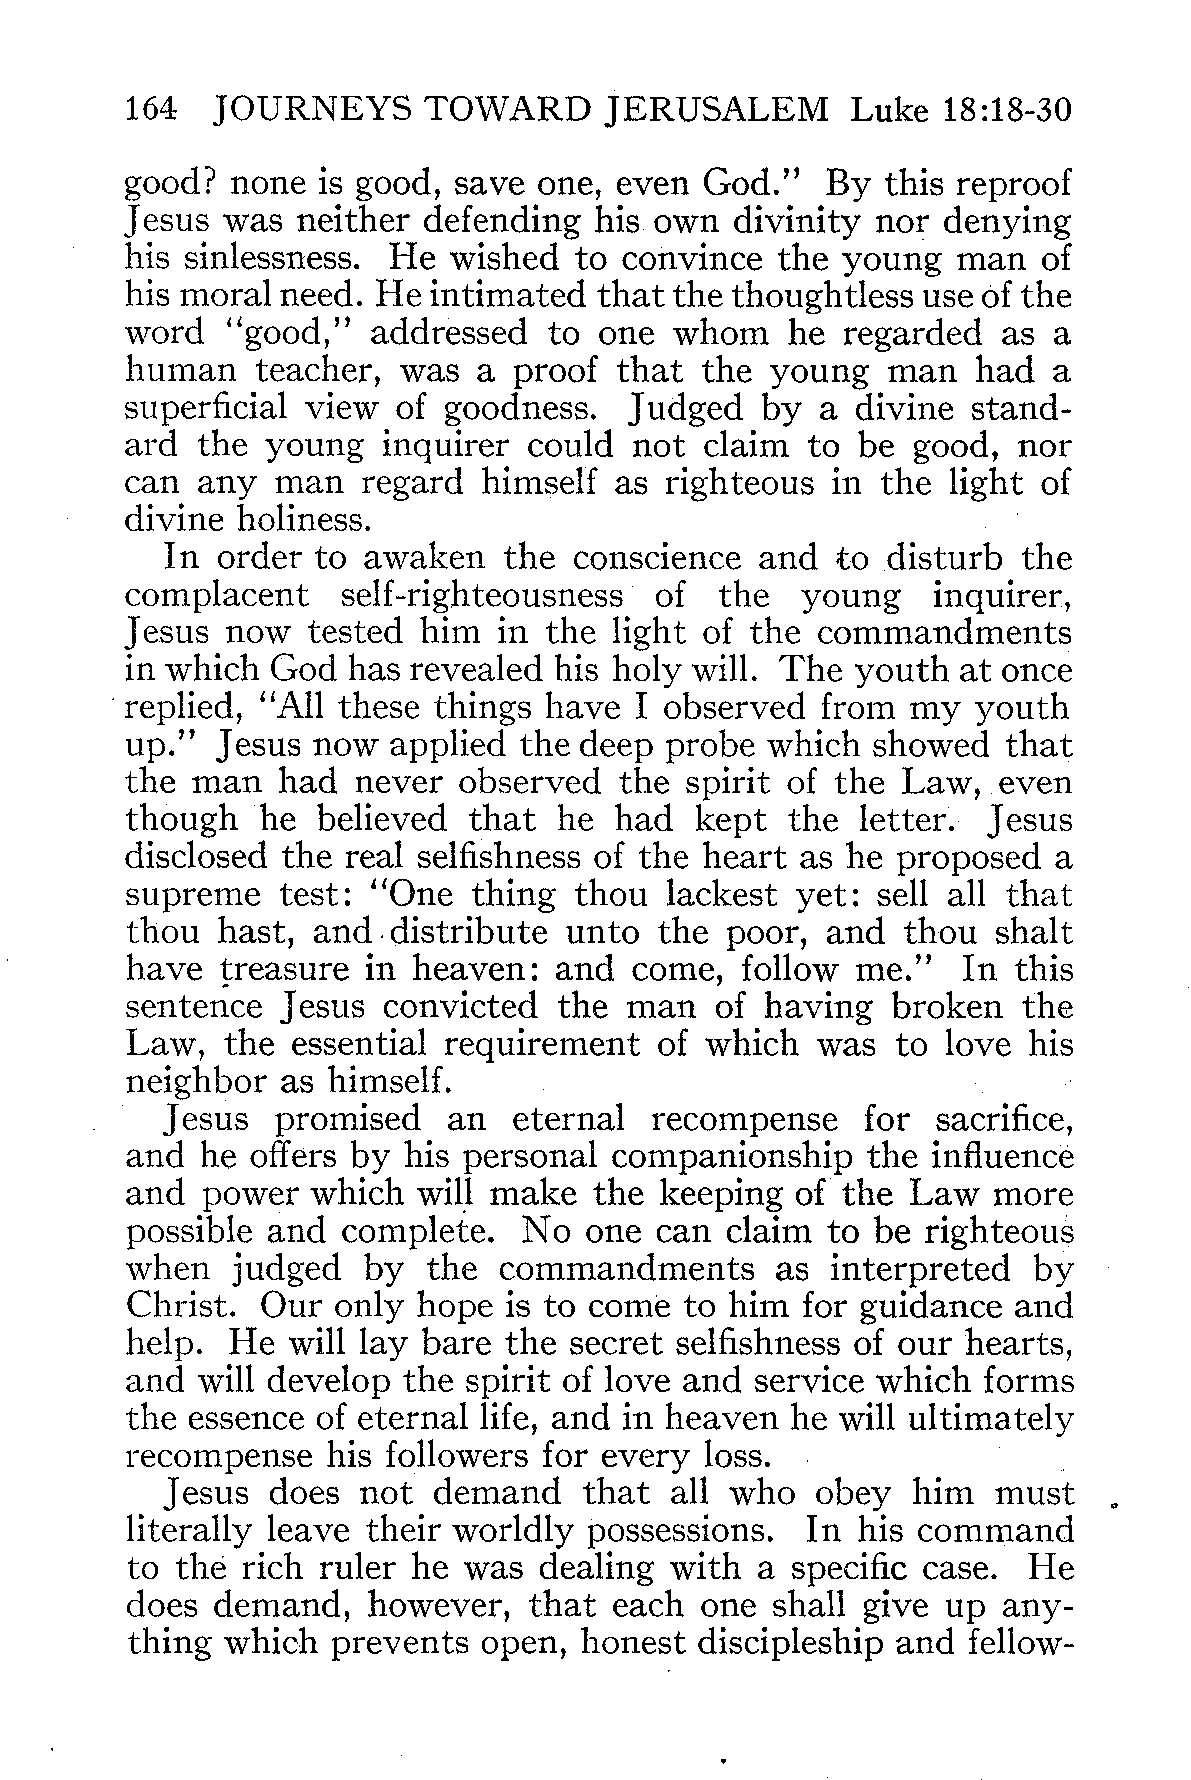 164 JOURNEYS TOWARD JERUSALEM Luke 18:18-30
good? none is good, save one, even God." By this reproof
Jesus was neither defending his own divinity nor denying
his sinlessness. He wished to convince the young man of
his moral need. He intimated that the thoughtless use of the
word "good," addressed to one whom he regarded as a
human teacher, was a proof that the young man had a
superficial view of goodness. Judged by a divine stand-
ard the young inquirer could not claim to be good, nor
can any man regard himself as righteous in the light of
divine holiness.
In order to awaken the conscience and to disturb the
complacent self-righteousness of the young inquirer,
Jesus now tested him in the light of the commandments
in which God has revealed his holy will. The youth at once
replied, "All these things have I observed from my youth
up." Jesus now applied the deep probe which showed that
the man had never observed the spirit of the Law, even
though he believed that he had kept the letter. Jesus
disclosed the real selfishness of the heart as he proposed a
supreme test: "One thing thou lackest yet: sell all that
thou hast, and distribute unto the poor, and thou shalt
have treasure in heaven: and come, follow me." In this
sentence Jesus convicted the man of having broken the
Law, the essential requirement of which was to love his
neighbor as himself.
Jesus promised an eternal recompense for sacrifice,
and he offers by his personal companionship the influence
and power which will make the keeping of the Law more
possible and complete. No one can claim to be righteous
when judged by the commandments as interpreted by
Christ. Our only hope is to come to him for guidance and
help. He will lay bare the secret selfishness of our hearts,
and will develop the spirit of love and service which forms
the essence of eternal life, and in heaven he will ultimately
recompense his followers for every loss.
Jesus does not demand that all who obey him must
literally leave their worldly possessions. In his command
to the rich ruler he was dealing with a specific case. He
does demand, however, that each one shall give up any-
thing which prevents open, honest discipleship and fellow-